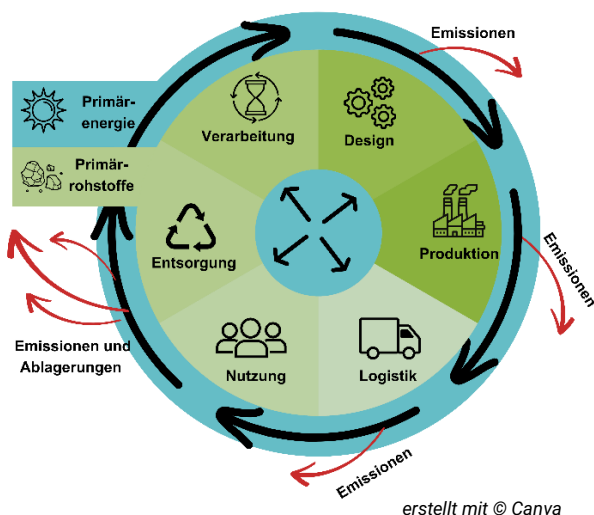 Emissionen
Primär-
energie
Verarbeitung
Design
Primär-
rohstoffe
Produktion
Entsorgung
Emissionen
Emissionen und
Ablagerungen
Nutzung
Logistik
Emissionen
erstellt mit © Canva